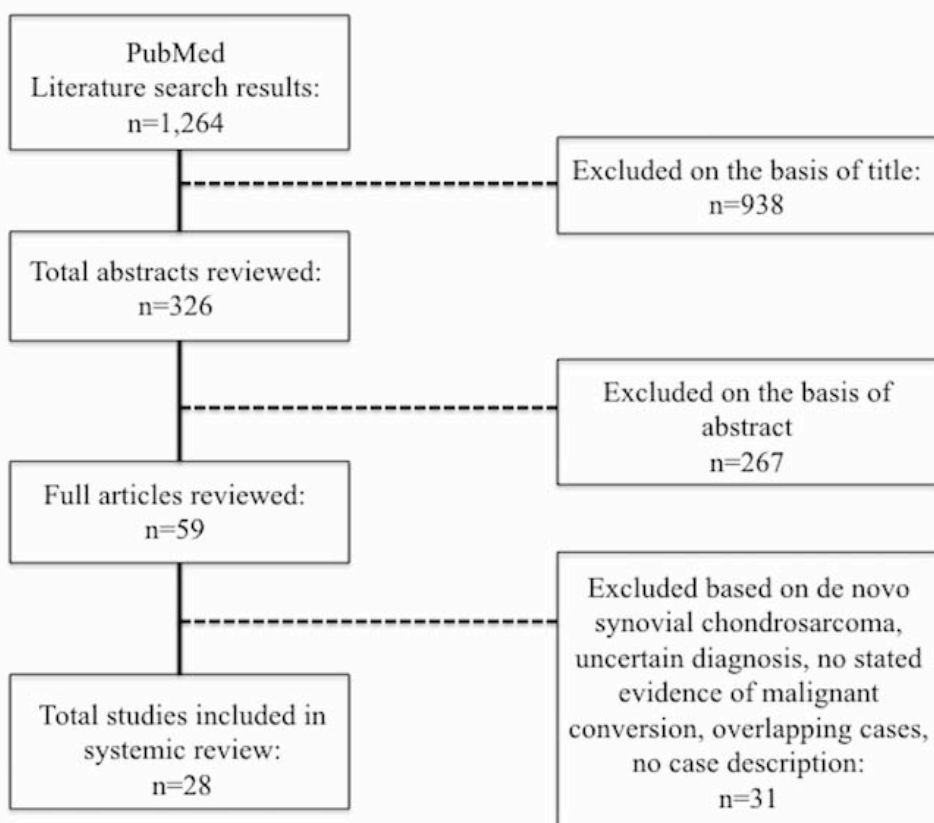 PubMed
Literature search results:
n=1,264
Excluded on the basis of title:
n=938
Total abstracts reviewed:
n=326
Excluded on the basis of
abstract
n=267
Full articles reviewed:
n=59
Excluded based on de novo
synovial chondrosarcoma,
uncertain diagnosis, no stated
evidence of malignant
conversion, overlapping cases,
no case description:
n=31
Total studies included in
systemic review:
n=28